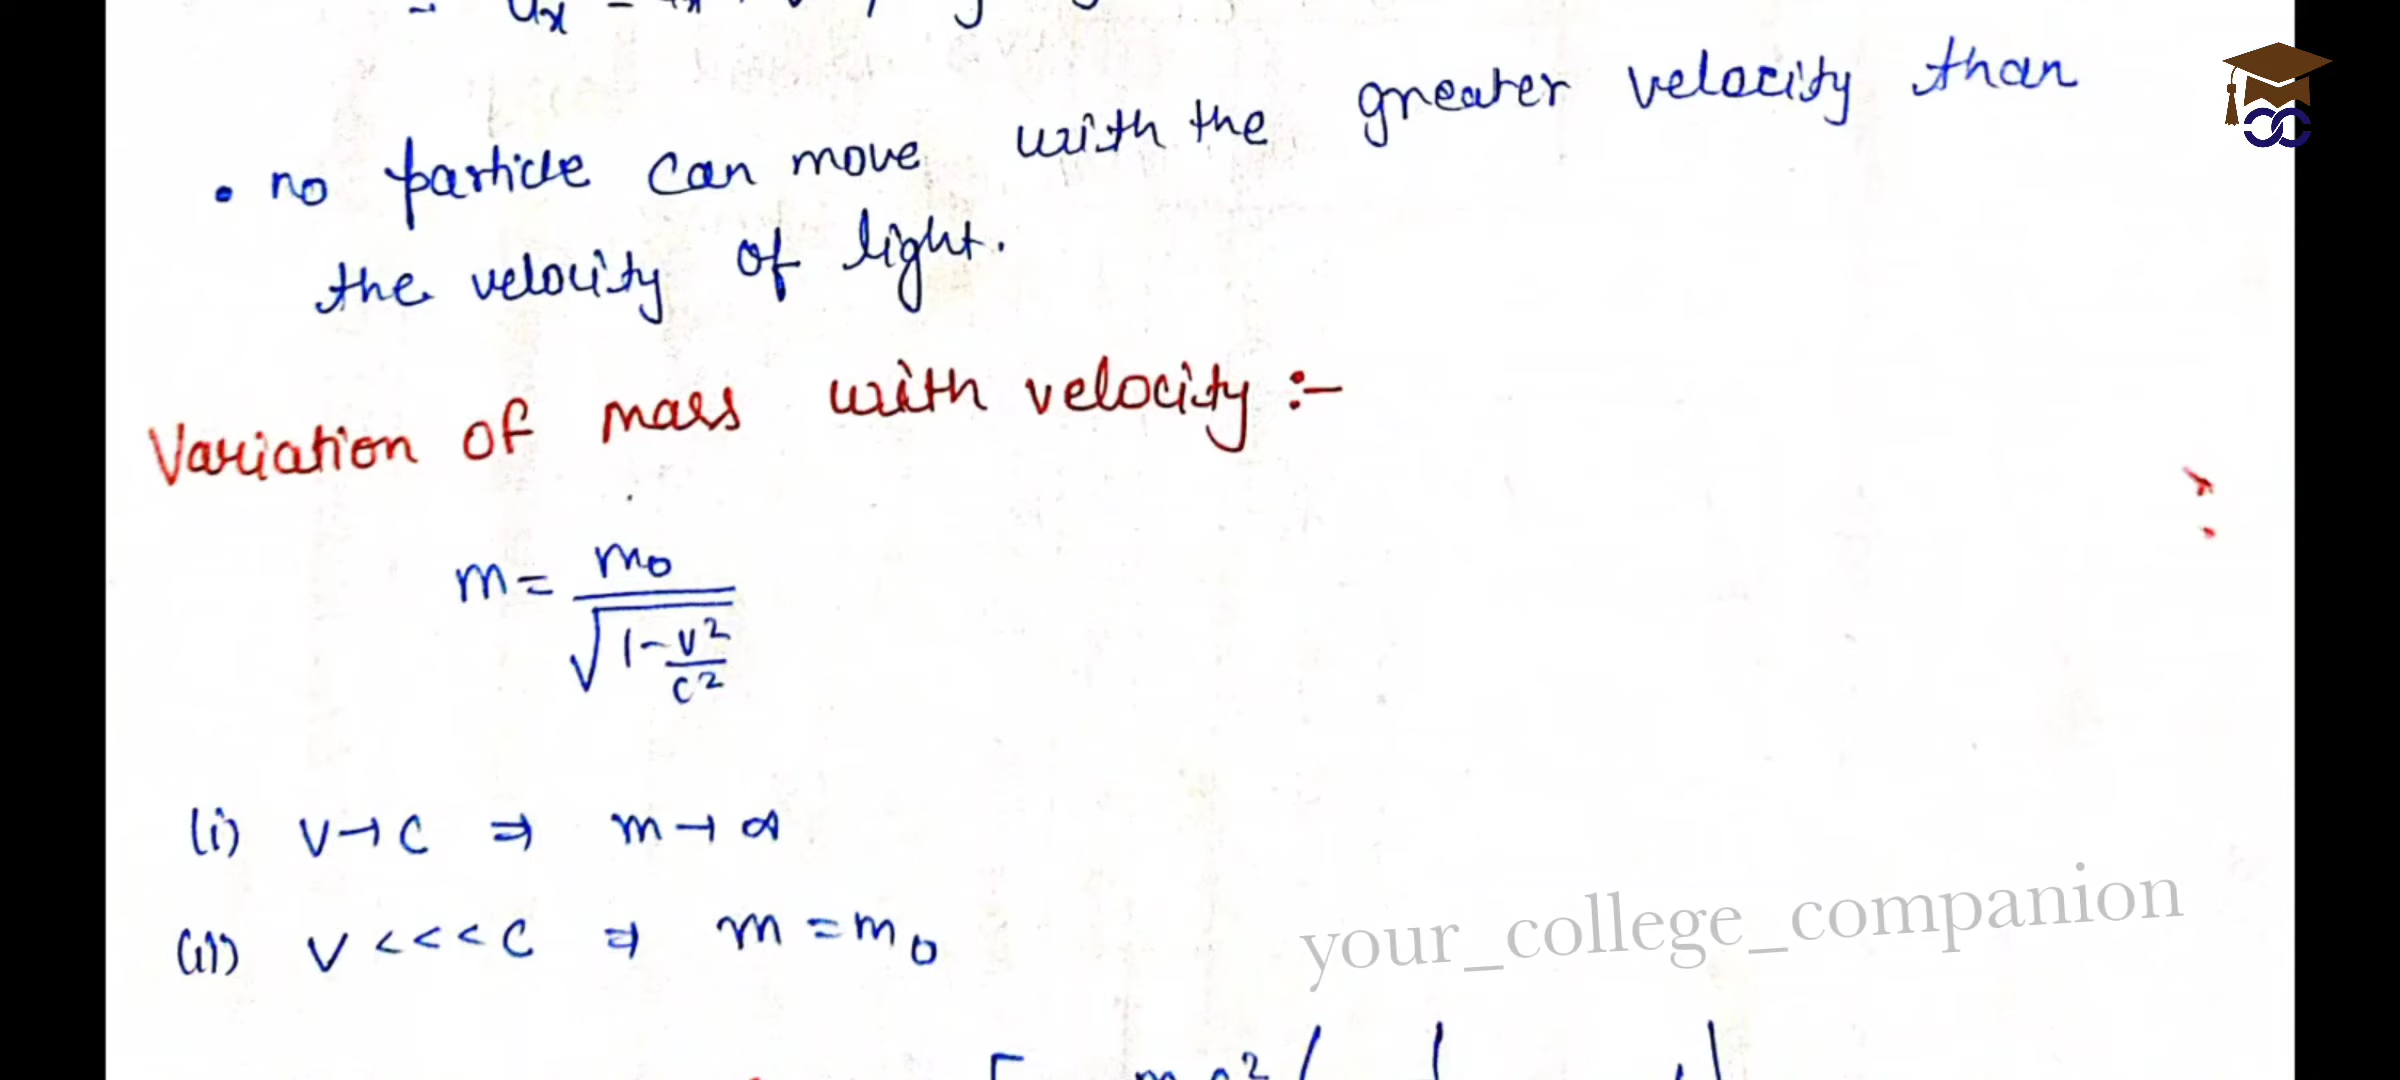 • no particle can move with the greater velocity than
the velocity of light.
Variation of mass with velocity :-
m = m₀ / √(1 - v²/c²)
(i) v → c ⇒ m → ∞
(ii) v <<< c ⇒ m = m₀
your_college_companion